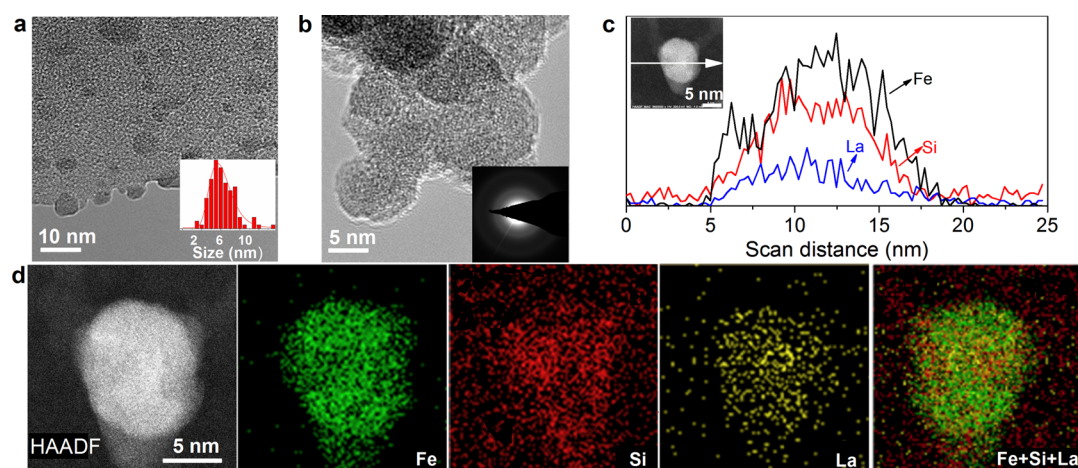 a
10 nm
2 6 10
Size (nm)
b
5 nm
c
5 nm
Fe
Si
La
0 5 10 15 20 25
Scan distance (nm)
d
HAADF
5 nm
Fe
Si
La
Fe+Si+La